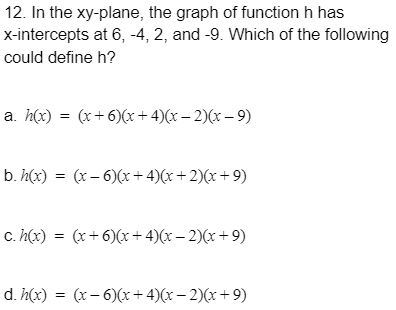 12. In the xy-plane, the graph of function h has
x-intercepts at 6, -4, 2, and -9. Which of the following
could define h?
a. h(x) = (x + 6)(x + 4)(x – 2)(x – 9)
b. h(x) = (x – 6)(x + 4)(x + 2)(x + 9)
c. h(x) = (x + 6)(x + 4)(x – 2)(x + 9)
d. h(x) = (x – 6)(x + 4)(x – 2)(x + 9)